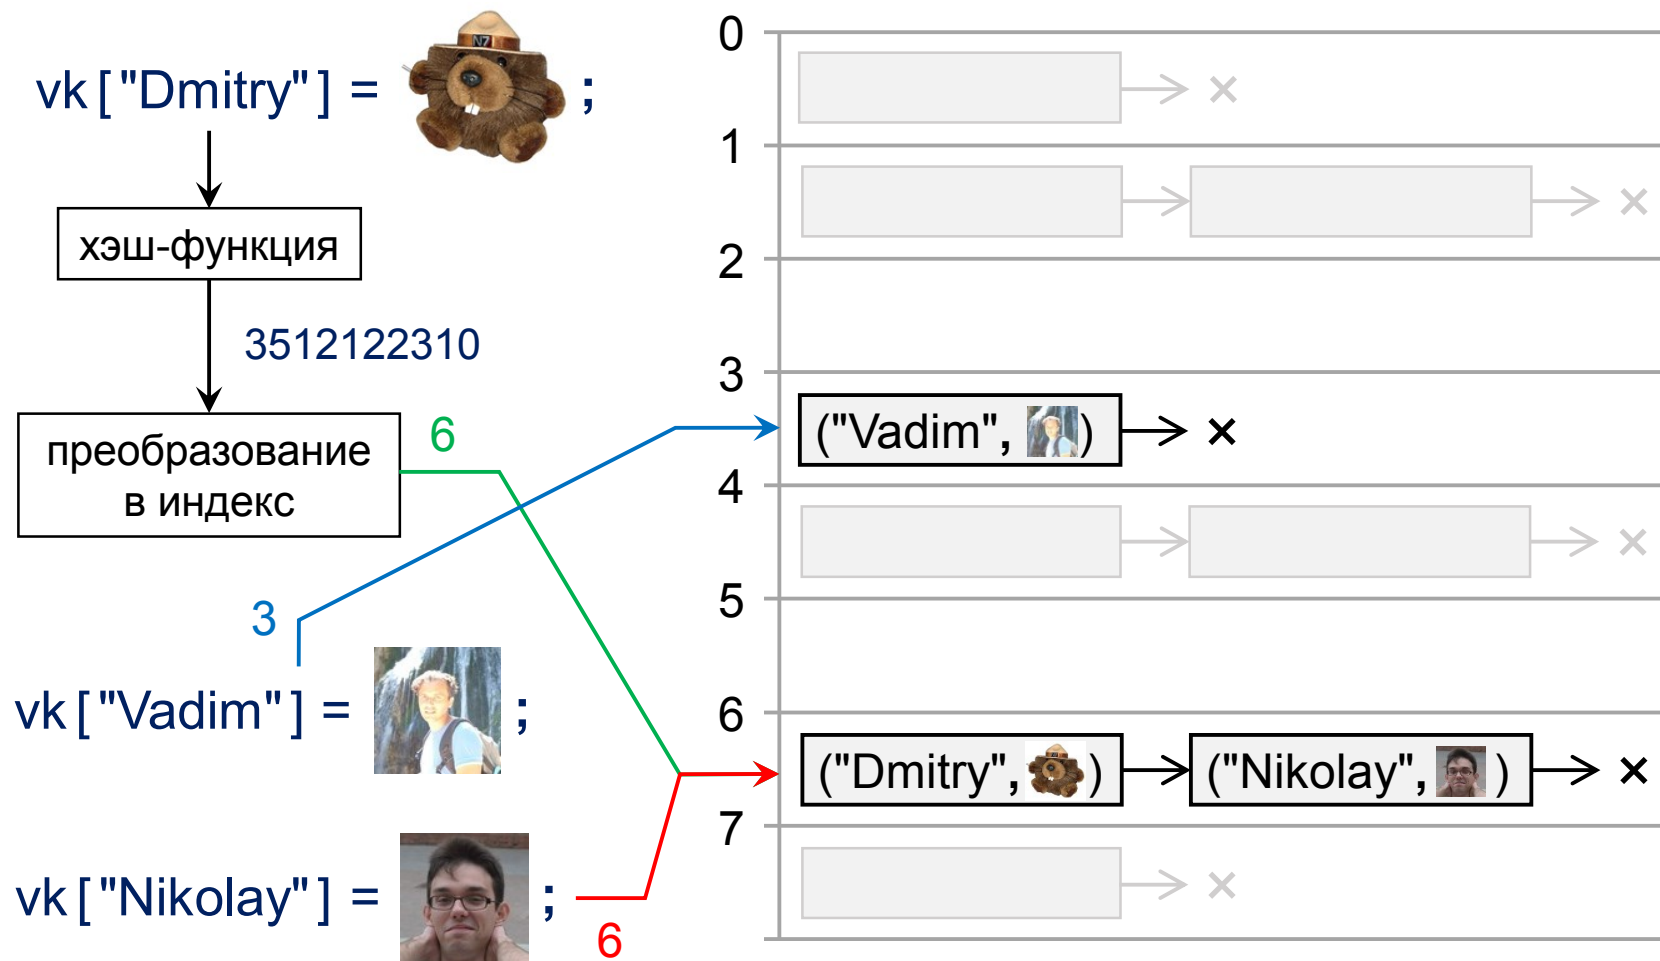 vk["Dmitry"] = ;
N7
хэш-функция
3512122310
преобразование
в индекс
6
3
vk["Vadim"] = ;
vk["Nikolay"] = ;
6
0
1
2
3
("Vadim", )
4
5
6
("Dmitry", ) ("Nikolay", )
7